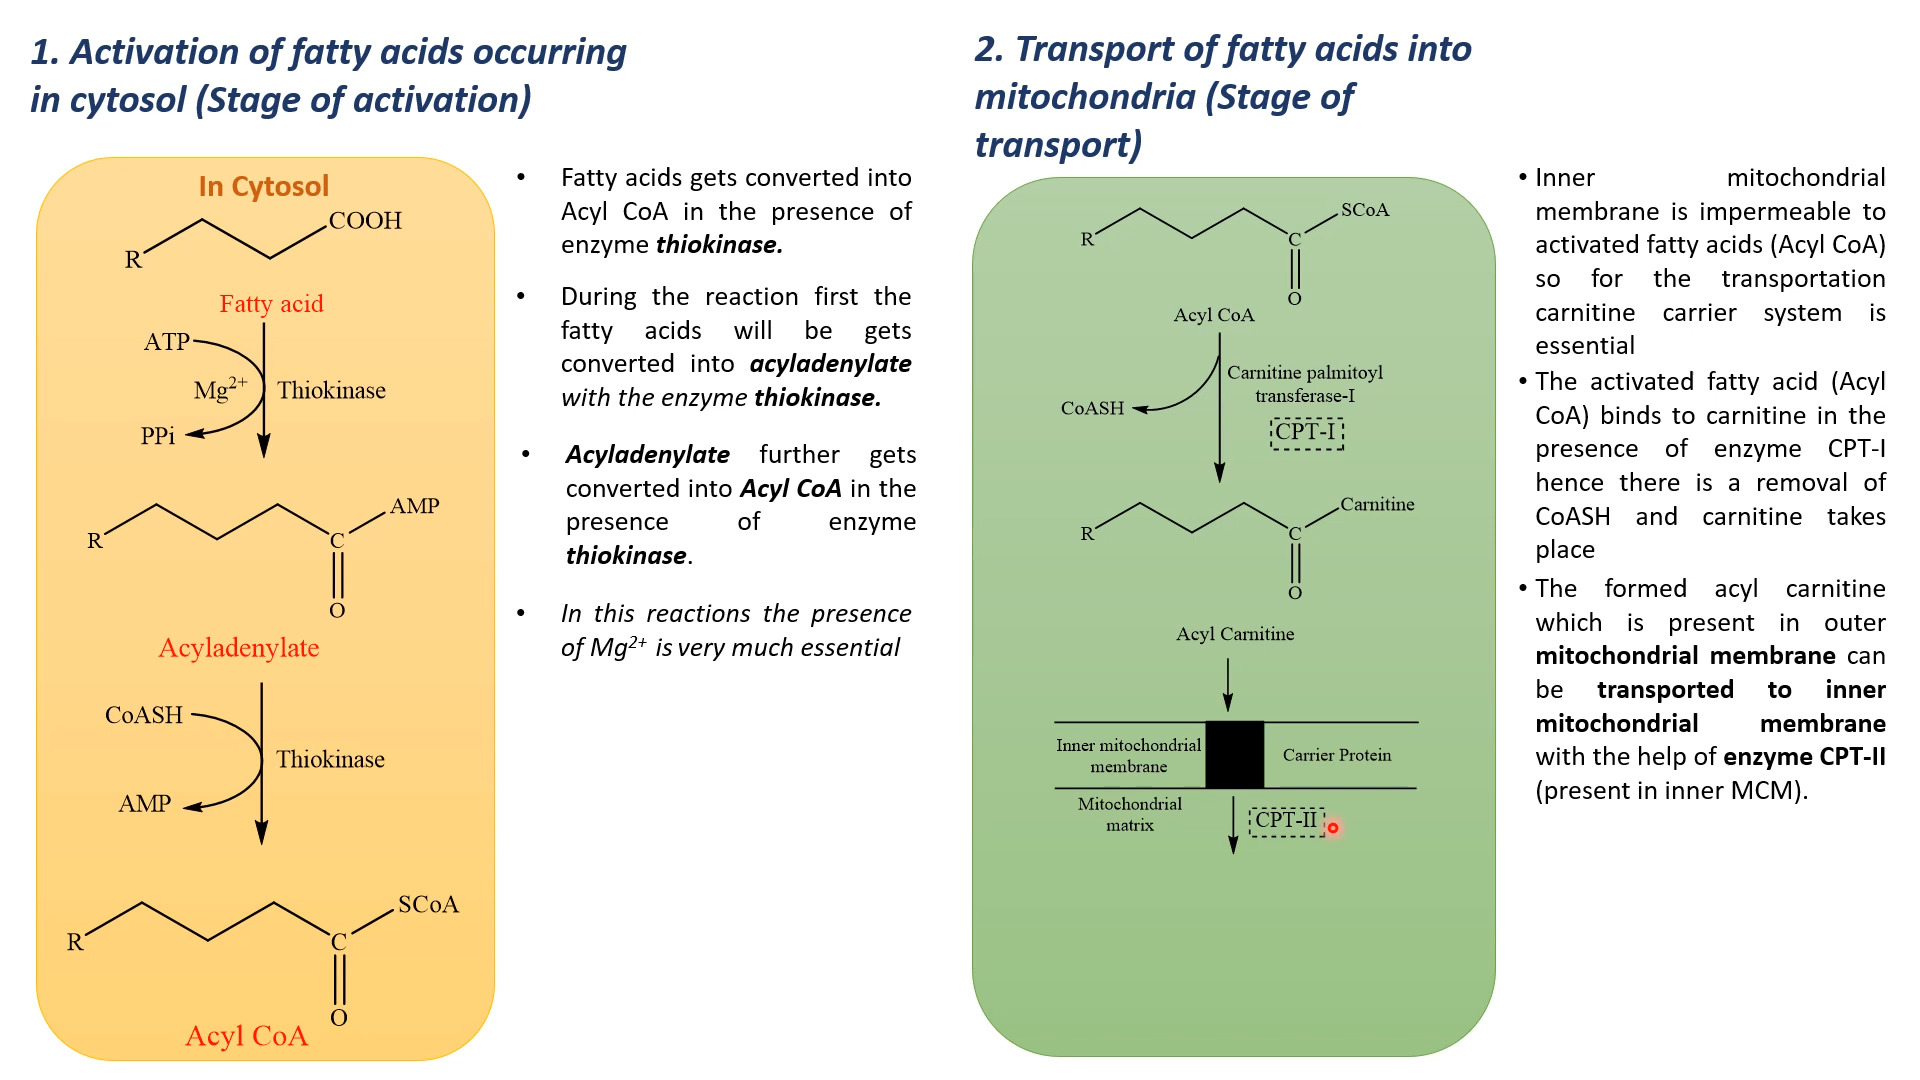 1. Activation of fatty acids occurring
in cytosol (Stage of activation)
In Cytosol
COOH
R
Fatty acid
ATP
Mg2+
Thiokinase
PPi
AMP
R
C
O
Acyladenylate
CoASH
Thiokinase
AMP
SCoA
R
C
O
Acyl CoA
• Fatty acids gets converted into
Acyl CoA in the presence of
enzyme thiokinase.
• During the reaction first the
fatty acids will be gets
converted into acyladenylate
with the enzyme thiokinase.
• Acyladenylate further gets
converted into Acyl CoA in the
presence of enzyme
thiokinase.
• In this reactions the presence
of Mg2+ is very much essential
2. Transport of fatty acids into
mitochondria (Stage of
transport)
SCoA
R
C
O
Acyl CoA
Carnitine palmitoyl
transferase-I
CoASH
CPT-I
Carnitine
R
C
O
Acyl Carnitine
Inner mitochondrial
membrane
Carrier Protein
Mitochondrial
matrix
CPT-II
• Inner mitochondrial
membrane is impermeable to
activated fatty acids (Acyl CoA)
so for the transportation
carnitine carrier system is
essential
• The activated fatty acid (Acyl
CoA) binds to carnitine in the
presence of enzyme CPT-I
hence there is a removal of
CoASH and carnitine takes
place
• The formed acyl carnitine
which is present in outer
mitochondrial membrane can
be transported to inner
mitochondrial membrane
with the help of enzyme CPT-II
(present in inner MCM).